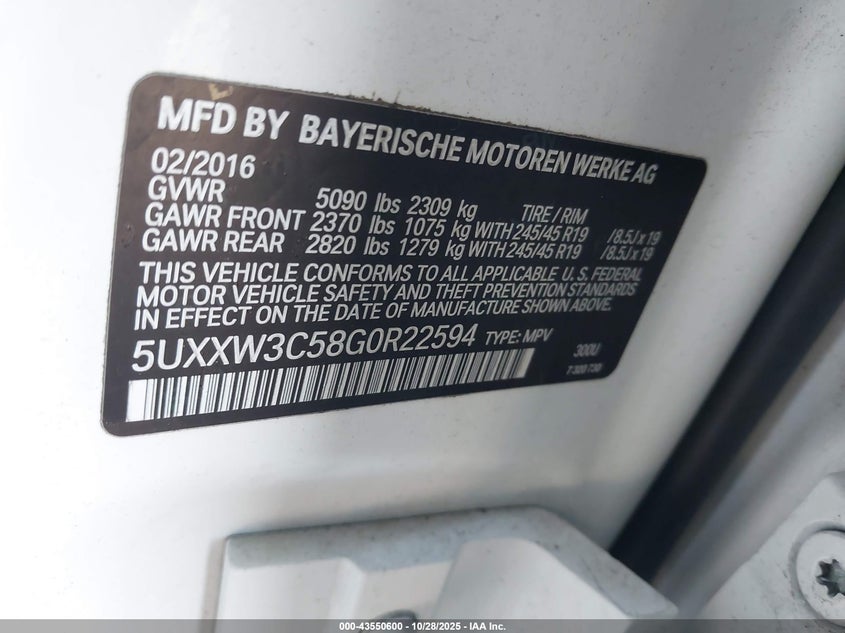 MFD BY BAYERISCHE MOTOREN WERKE AG
02/2016
GVWR 5090 lbs 2309 kg TIRE / RIM
GAWR FRONT 2370 lbs 1075 kg WITH 245/45 R19 /8.5J x 19
GAWR REAR 2820 lbs 1279 kg WITH 245/45 R19 /8.5J x 19
THIS VEHICLE CONFORMS TO ALL APPLICABLE U.S. FEDERAL
MOTOR VEHICLE SAFETY AND THEFT PREVENTION STANDARDS
IN EFFECT ON THE DATE OF MANUFACTURE SHOWN ABOVE.
5UXXW3C58G0R22594 TYPE: MPV 300U
T320730
000-43550600 - 10/28/2025 - IAA Inc.